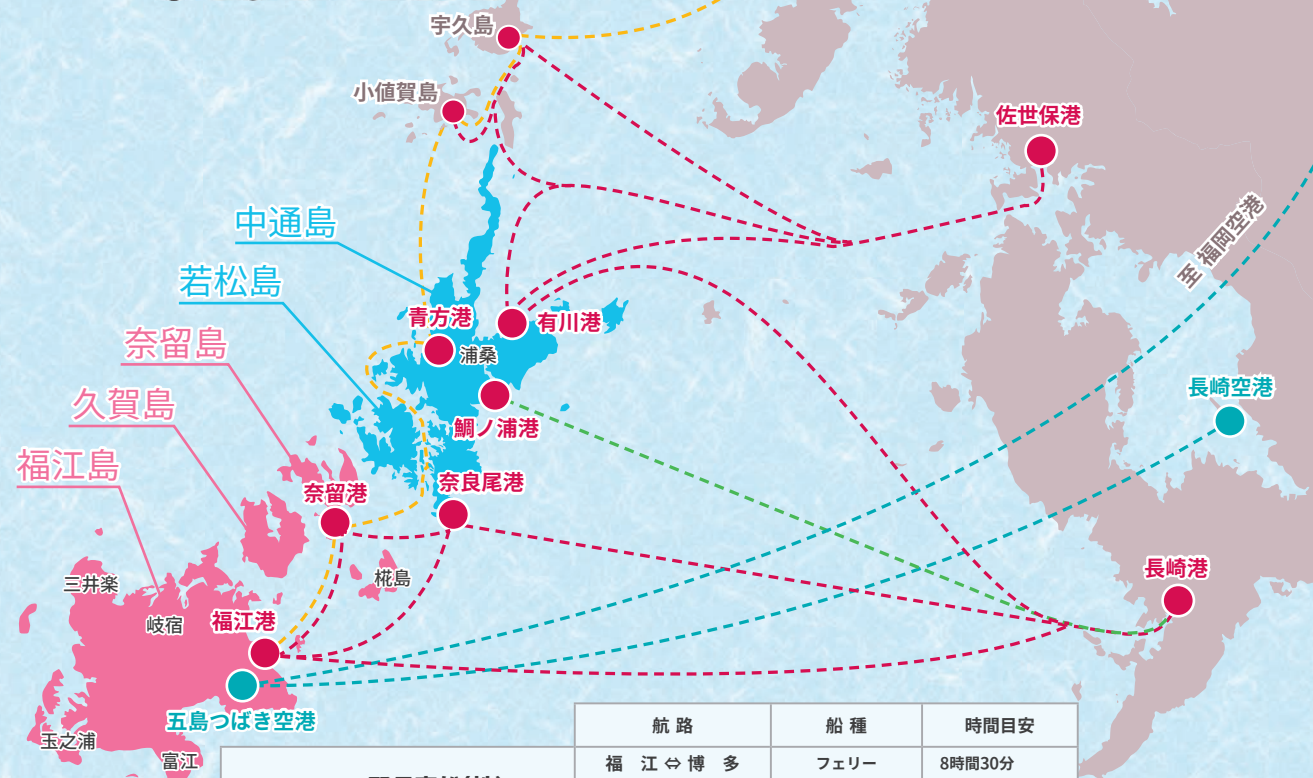 宇久島
小値賀島
佐世保港
至 福岡空港
中通島
若松島
青方港
有川港
奈留島
浦桑
長崎空港
久賀島
鯛ノ浦港
福江島
奈良尾港
奈留港
長崎港
三井楽
椛島
岐宿
福江港
五島つばき空港
玉之浦
富江
航 路
船 種
時間目安
福 江 ⇔ 博 多
フェリー
8時間30分